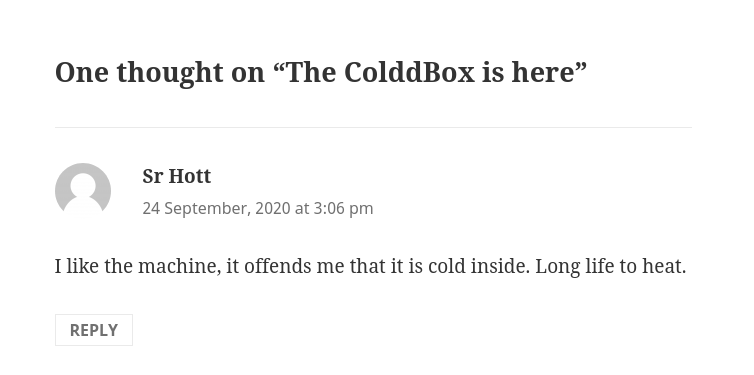 One thought on “The ColddBox is here”
Sr Hott
24 September, 2020 at 3:06 pm
I like the machine, it offends me that it is cold inside. Long life to heat.
REPLY